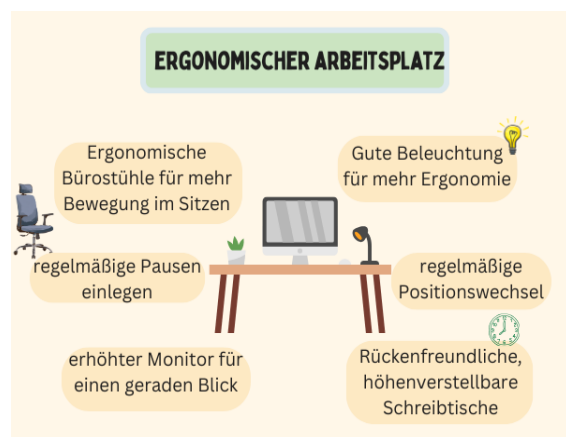 ERGONOMISCHER ARBEITSPLATZ
Ergonomische
Bürostühle für mehr
Bewegung im Sitzen
Gute Beleuchtung
für mehr Ergonomie
regelmäßige Pausen
einlegen
regelmäßige
Positionswechsel
erhöhter Monitor für
einen geraden Blick
Rückenfreundliche,
höhenverstellbare
Schreibtische